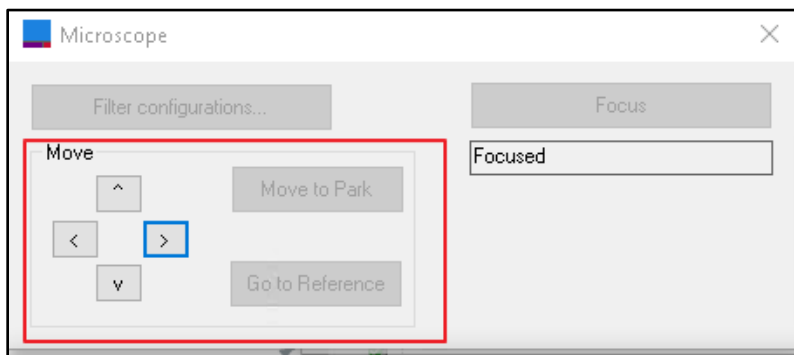 Microscope
Filter configurations...
Focus
Move
Focused
^
Move to Park
< >
v
Go to Reference